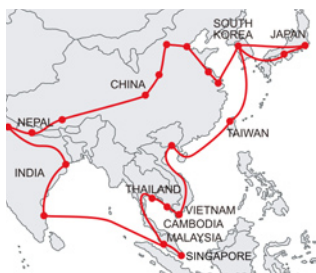 SOUTH
KOREA
JAPAN
CHINA
NEPAL
TAIWAN
INDIA
THAILAND
VIETNAM
CAMBODIA
MALAYSIA
SINGAPORE